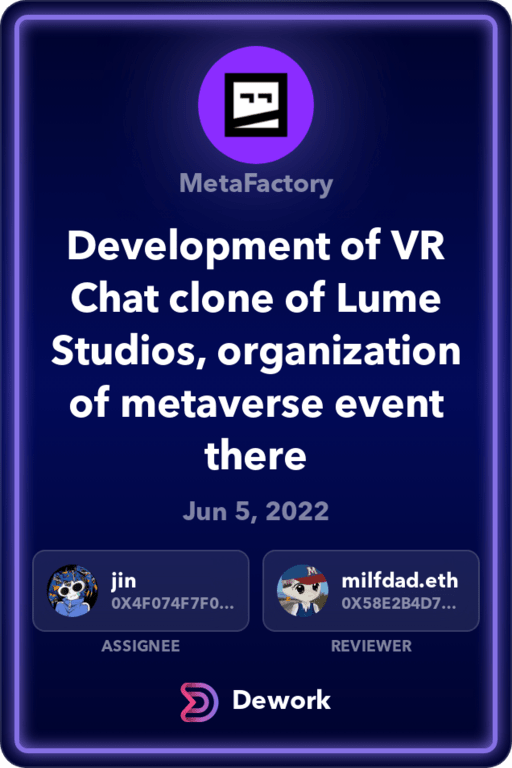 MetaFactory
Development of VR
Chat clone of Lume
Studios, organization
of metaverse event
there
Jun 5, 2022
jin
0X4F074F7F0...
ASSIGNEE
milfdad.eth
0X58E2B4D7...
REVIEWER
Dework